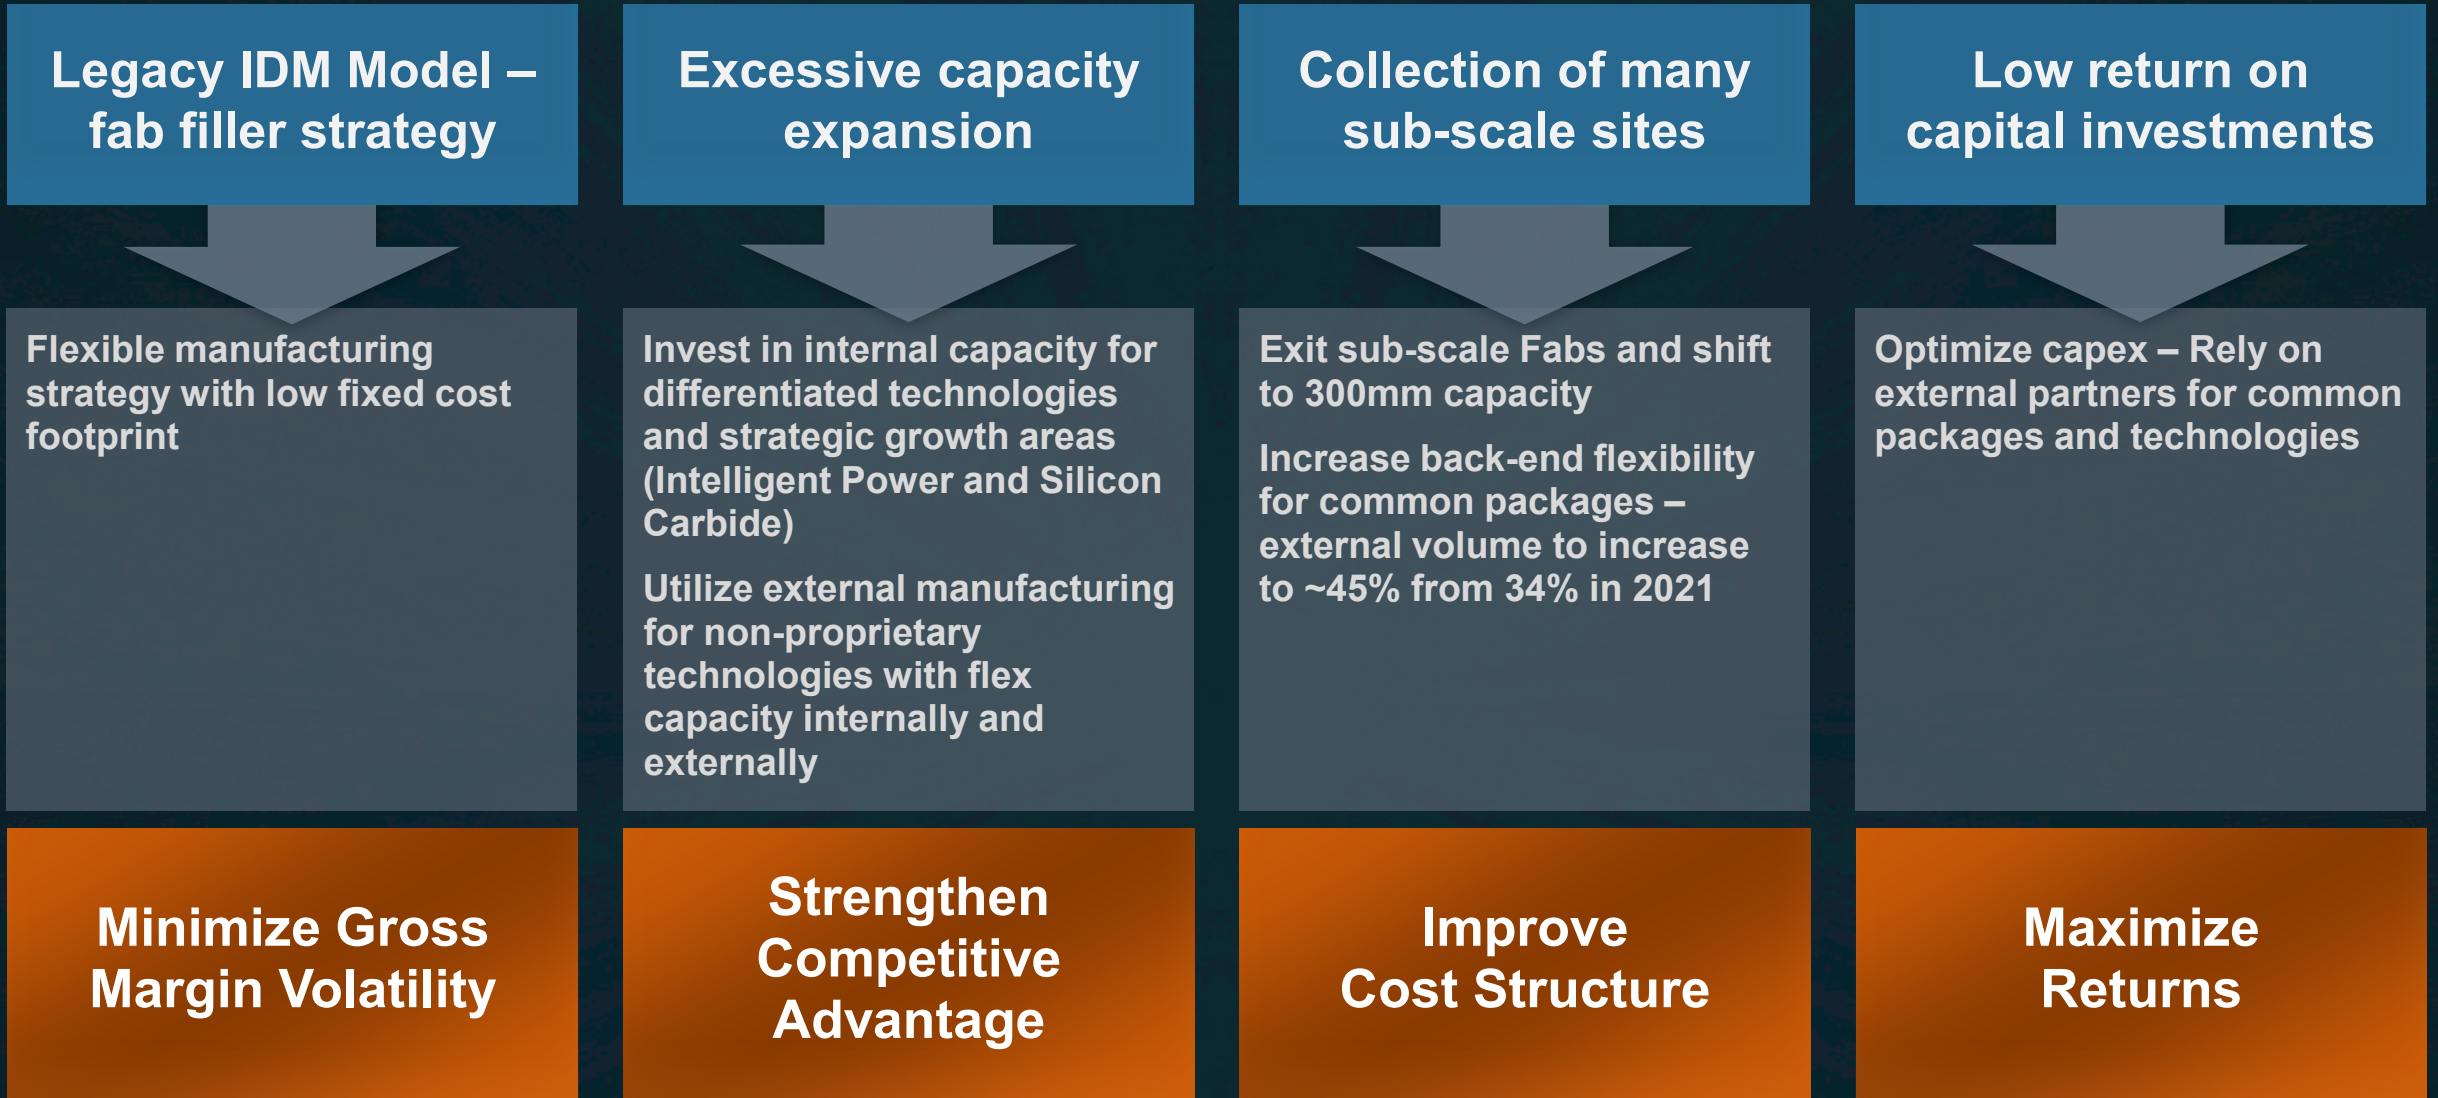 Legacy IDM Model –
fab filler strategy
Excessive capacity
expansion
Collection of many
sub-scale sites
Low return on
capital investments
Flexible manufacturing
strategy with low fixed cost
footprint
Invest in internal capacity for
differentiated technologies
and strategic growth areas
(Intelligent Power and Silicon
Carbide)
Utilize external manufacturing
for non-proprietary
technologies with flex
capacity internally and
externally
Exit sub-scale Fabs and shift
to 300mm capacity
Increase back-end flexibility
for common packages –
external volume to increase
to ~45% from 34% in 2021
Optimize capex – Rely on
external partners for common
packages and technologies
Minimize Gross
Margin Volatility
Strengthen
Competitive
Advantage
Improve
Cost Structure
Maximize
Returns